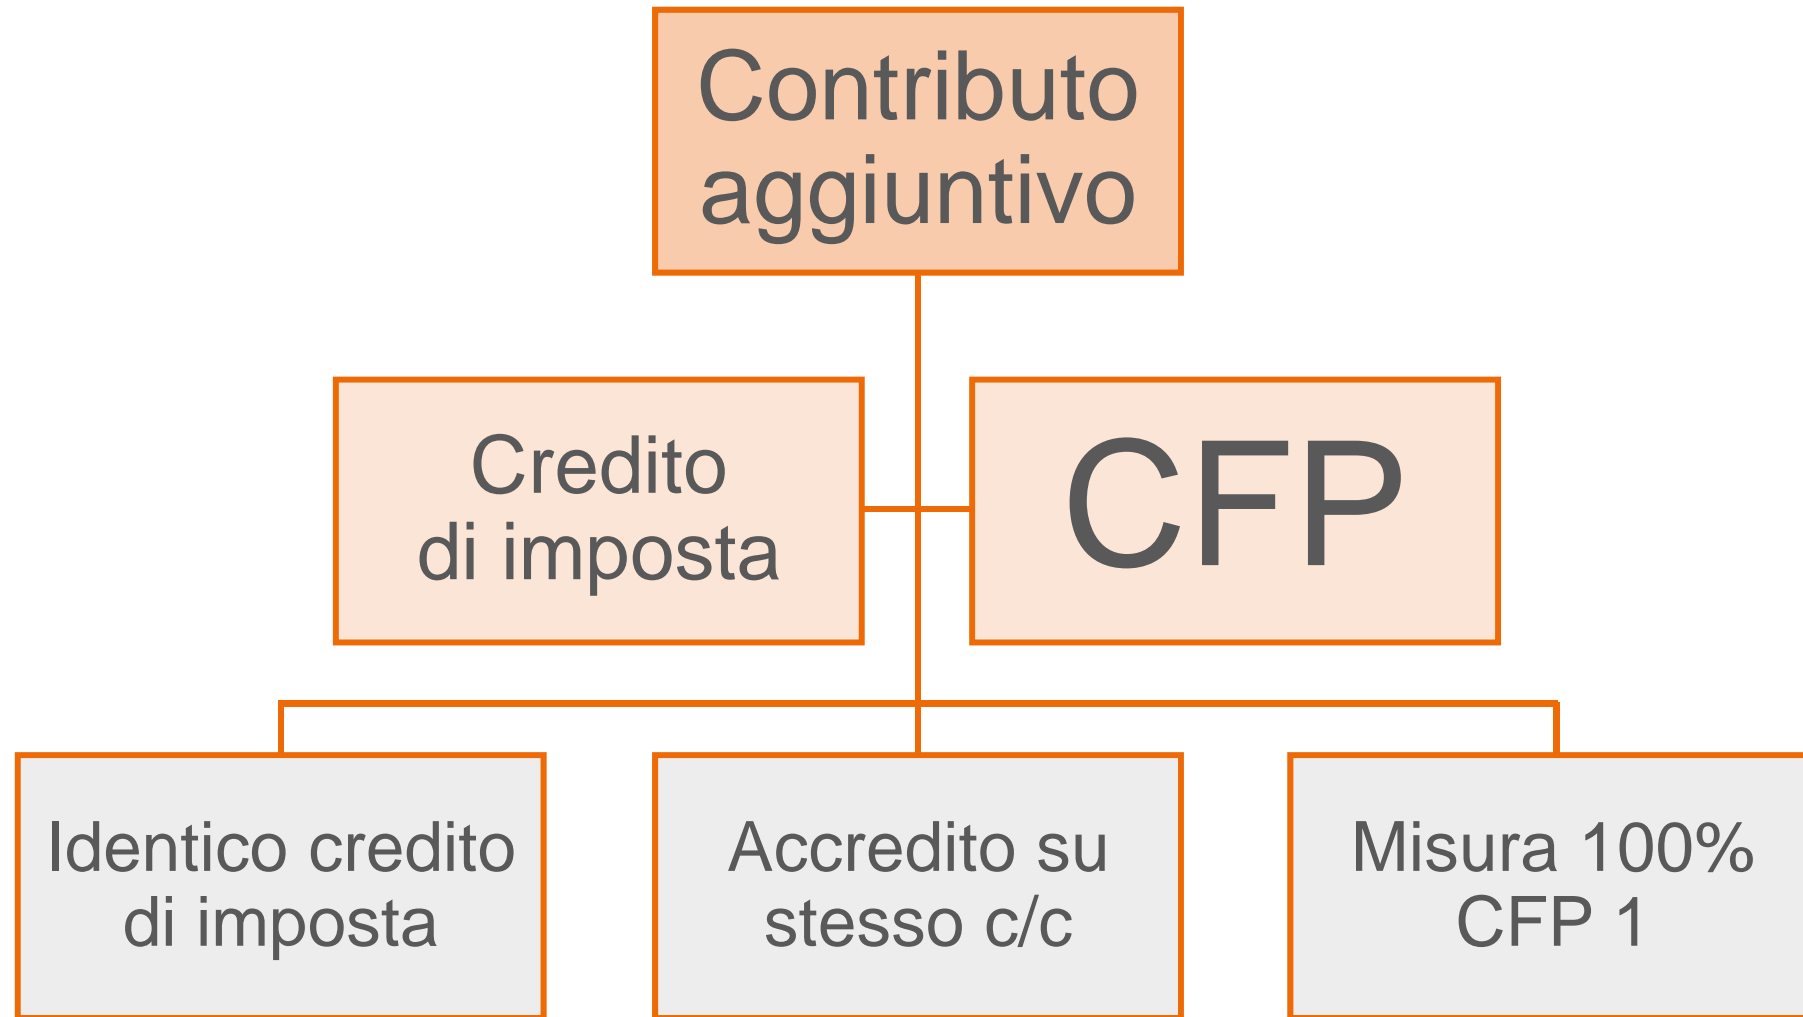 Contributo
aggiuntivo
Credito
di imposta
CFP
Identico credito
di imposta
Accredito su
stesso c/c
Misura 100%
CFP 1